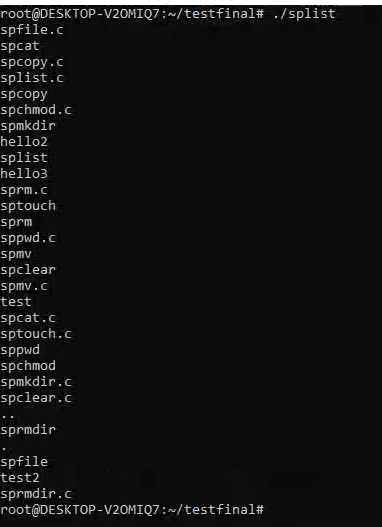 root@DESKTOP-V2OMIQ7:~/testfinal# ./splist
spfile.c
spcat
spcopy.c
splist.c
spcopy
spchmod.c
spmkdir
hello2
splist
hello3
sprm.c
sptouch
sprm
sppwd.c
spmv
spclear
spmv.c
test
spcat.c
sptouch.c
sppwd
spchmod
spmkdir.c
spclear.c
..
sprmdir
.
spfile
test2
sprmdir.c
root@DESKTOP-V2OMIQ7:~/testfinal#